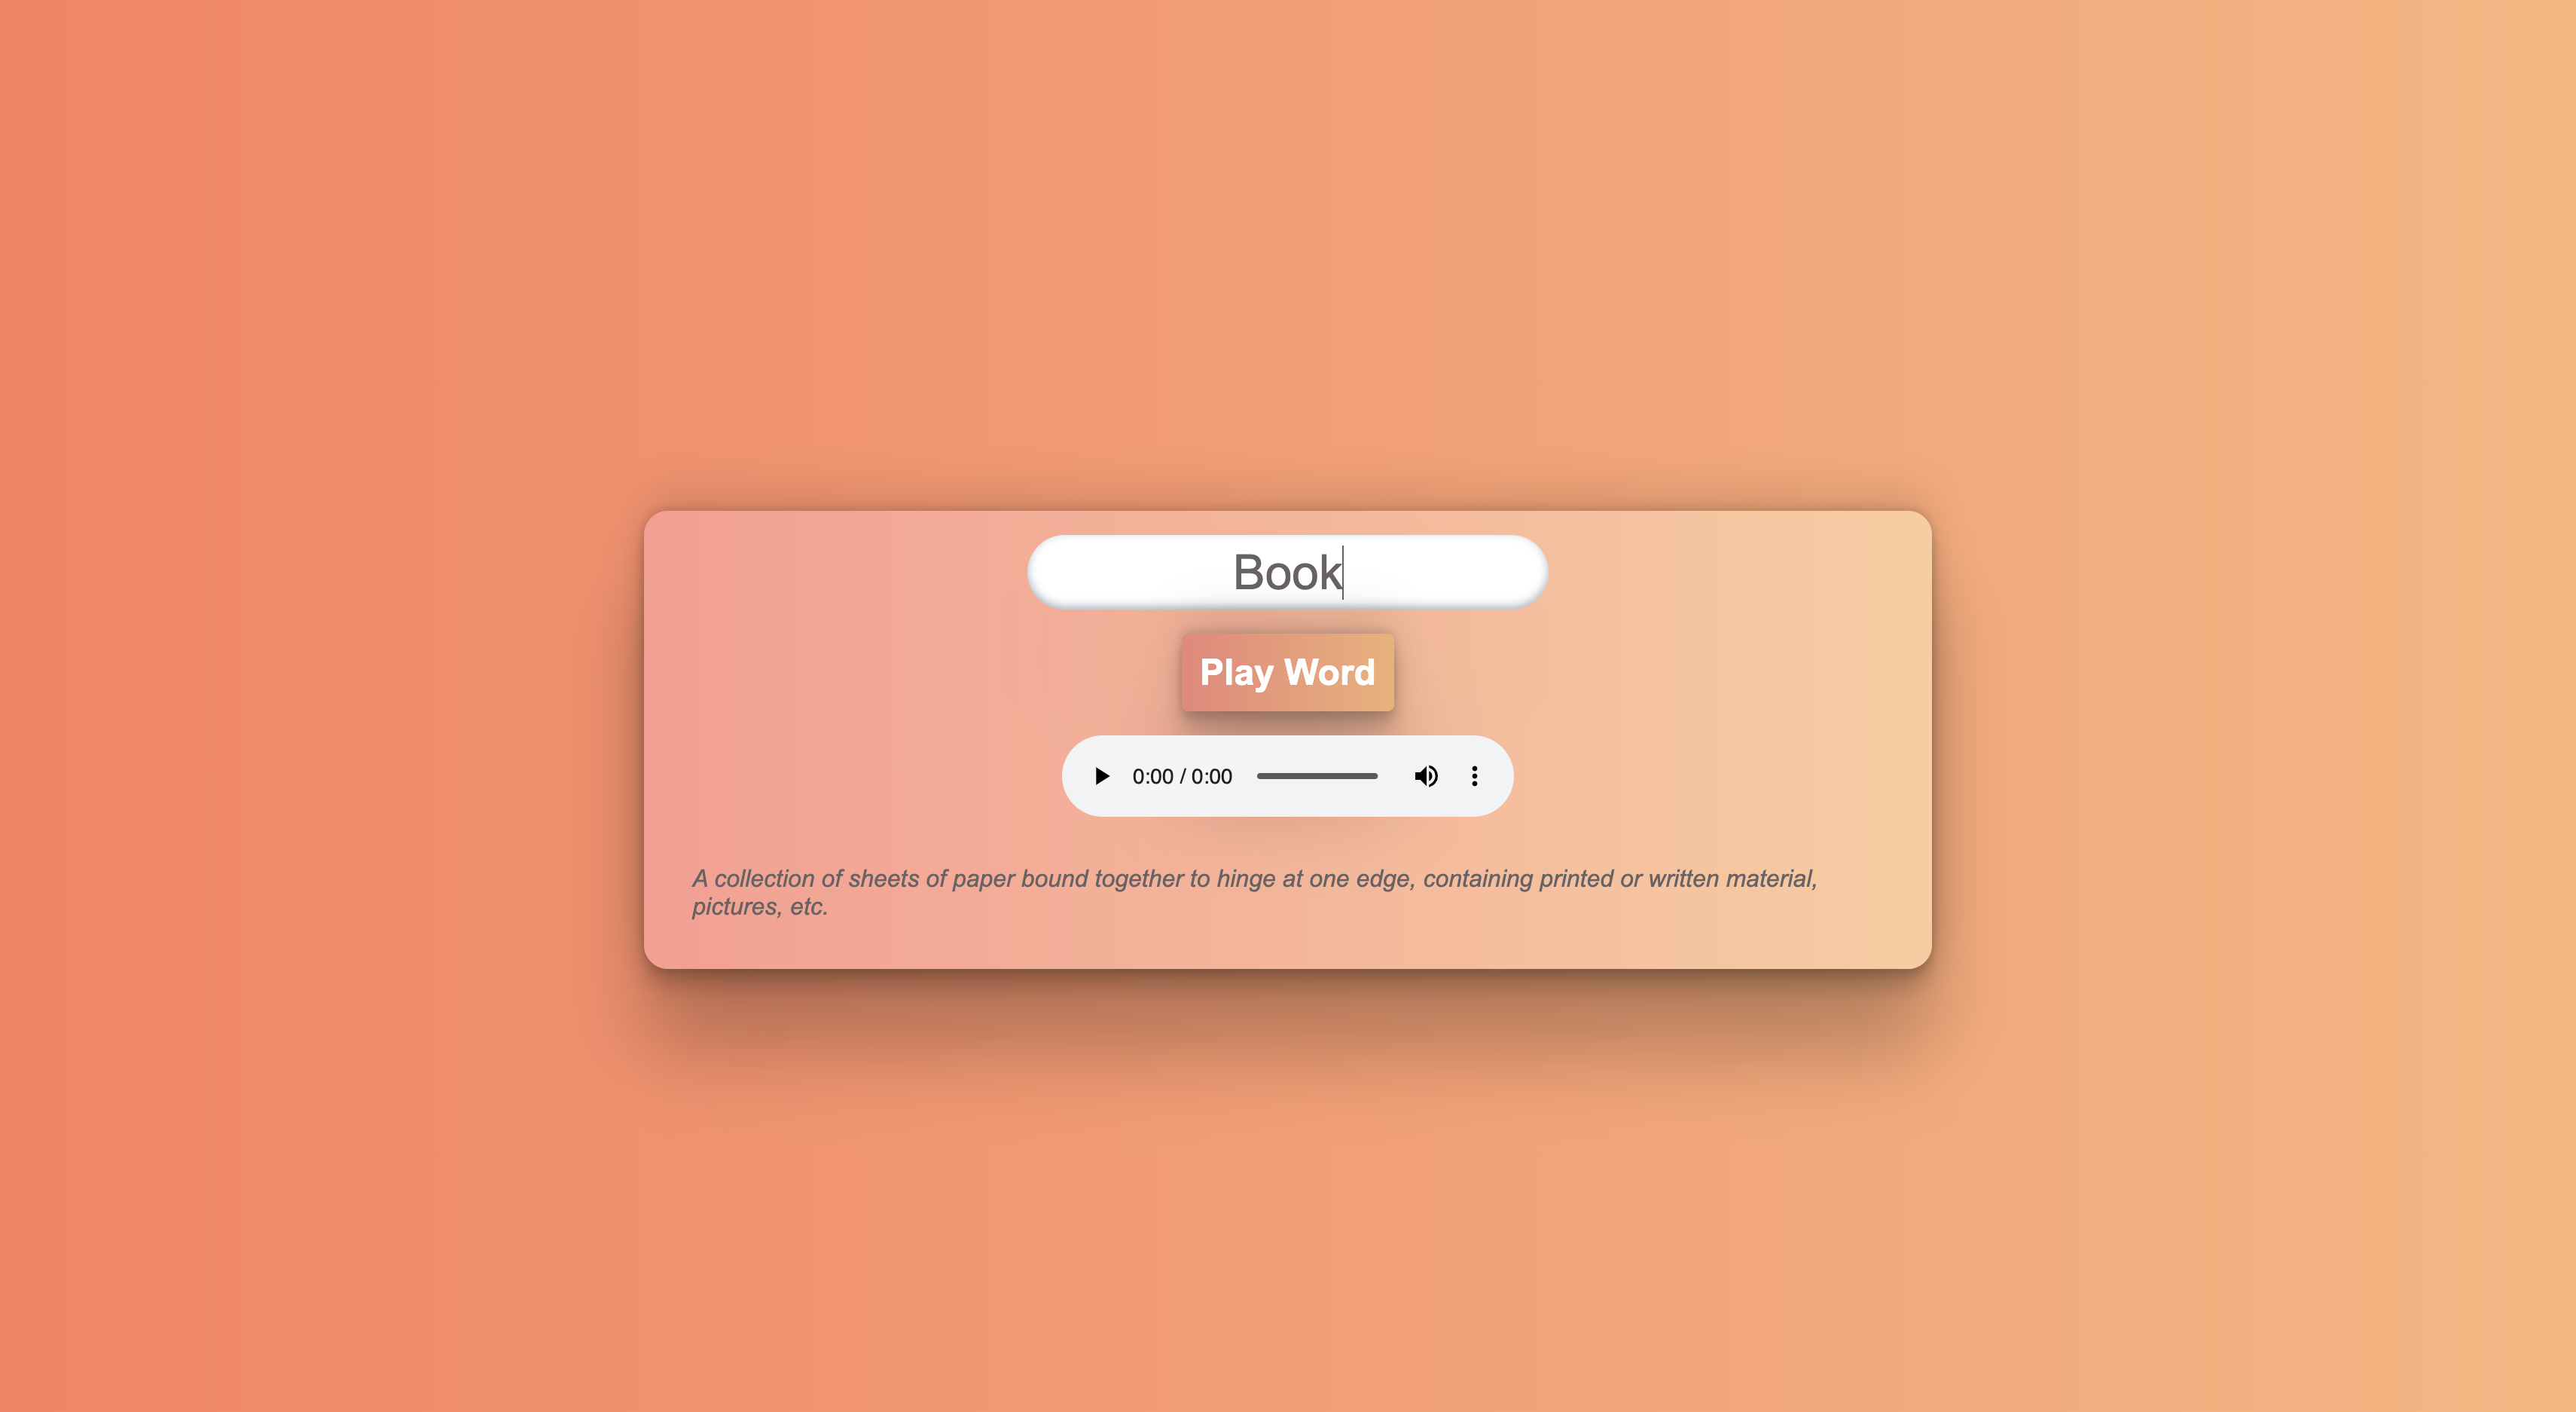 Book
Play Word
0:00 / 0:00
A collection of sheets of paper bound together to hinge at one edge, containing printed or written material,
pictures, etc.